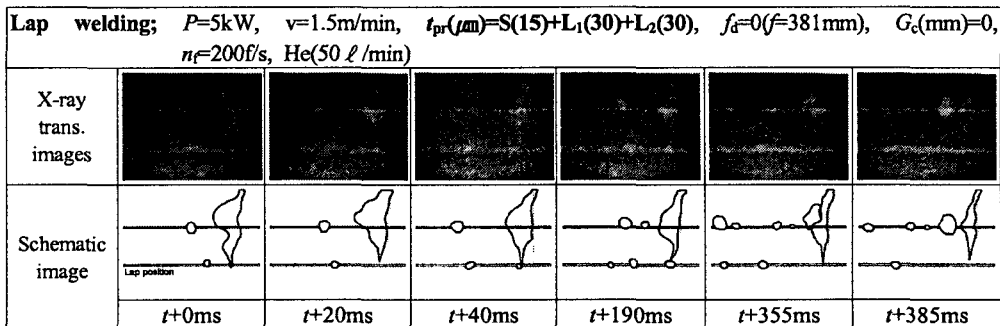 Lap welding; P=5kW, v=1.5m/min, tpr(μm)=S(15)+L1(30)+L2(30), fd=0(f=381mm), Gc(mm)=0,
nf=200f/s, He(50 ℓ/min)
X-ray
trans.
images
Schematic
image
Lap position
t+0ms t+20ms t+40ms t+190ms t+355ms t+385ms